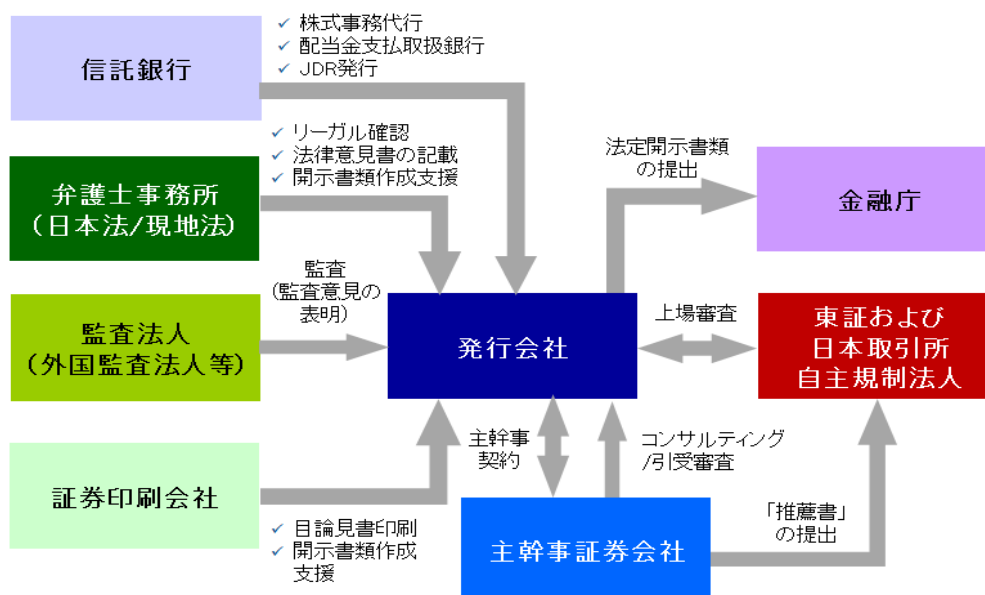 信託銀行
株式事務代行
配当金支払取扱銀行
JDR発行
弁護士事務所
(日本法/現地法)
リーガル確認
法律意見書の記載
開示書類作成支援
法定開示書類
の提出
金融庁
監査法人
(外国監査法人等)
監査
(監査意見の
表明)
発行会社
上場審査
東証および
日本取引所
自主規制法人
証券印刷会社
目論見書印刷
開示書類作成
支援
主幹事
契約
コンサルティング
/引受審査
主幹事証券会社
「推薦書」
の提出